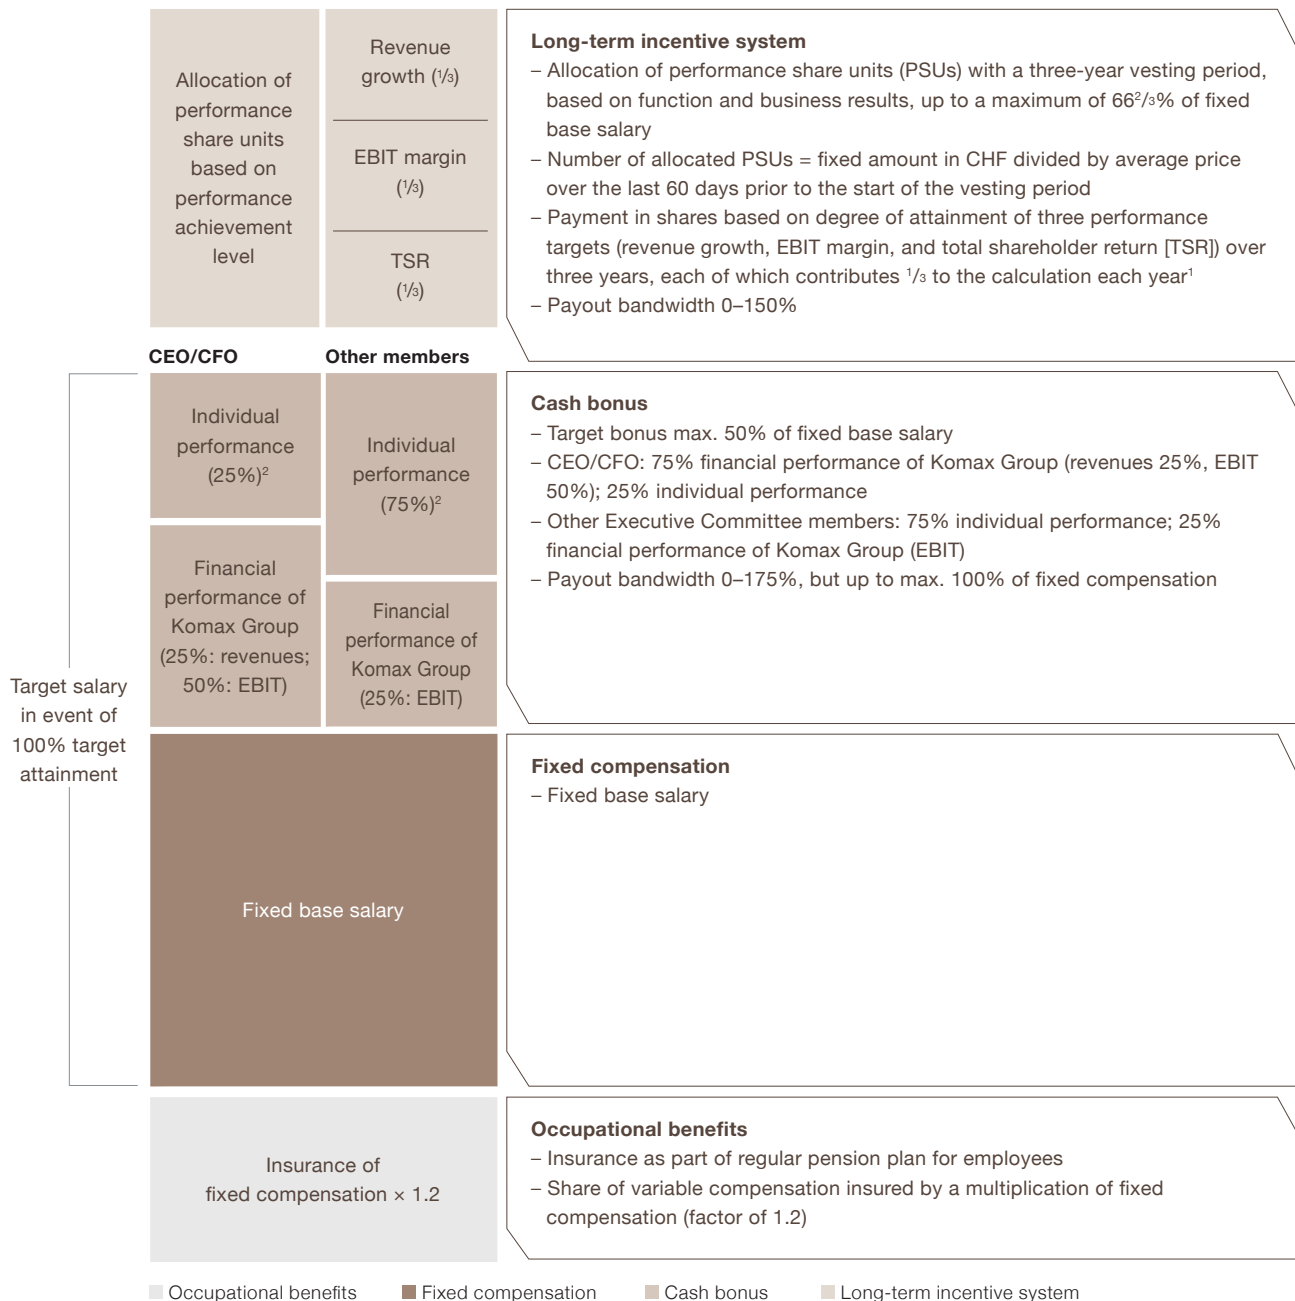 Allocation of
performance
share units
based on
performance
achievement
level
Revenue
growth (1/3)
EBIT margin
(1/3)
TSR
(1/3)
Long-term incentive system
– Allocation of performance share units (PSUs) with a three-year vesting period,
based on function and business results, up to a maximum of 66 2/3% of fixed
base salary
– Number of allocated PSUs = fixed amount in CHF divided by average price
over the last 60 days prior to the start of the vesting period
– Payment in shares based on degree of attainment of three performance
targets (revenue growth, EBIT margin, and total shareholder return [TSR]) over
three years, each of which contributes 1/3 to the calculation each year¹
– Payout bandwidth 0–150%
CEO/CFO
Other members
Target salary
in event of
100% target
attainment
Individual
performance
(25%)²
Financial
performance of
Komax Group
(25%: revenues;
50%: EBIT)
Individual
performance
(75%)²
Financial
performance of
Komax Group
(25%: EBIT)
Cash bonus
– Target bonus max. 50% of fixed base salary
– CEO/CFO: 75% financial performance of Komax Group (revenues 25%, EBIT
50%); 25% individual performance
– Other Executive Committee members: 75% individual performance; 25%
financial performance of Komax Group (EBIT)
– Payout bandwidth 0–175%, but up to max. 100% of fixed compensation
Fixed base salary
Fixed compensation
– Fixed base salary
Insurance of
fixed compensation × 1.2
Occupational benefits
– Insurance as part of regular pension plan for employees
– Share of variable compensation insured by a multiplication of fixed
compensation (factor of 1.2)
Occupational benefits
Fixed compensation
Cash bonus
Long-term incentive system